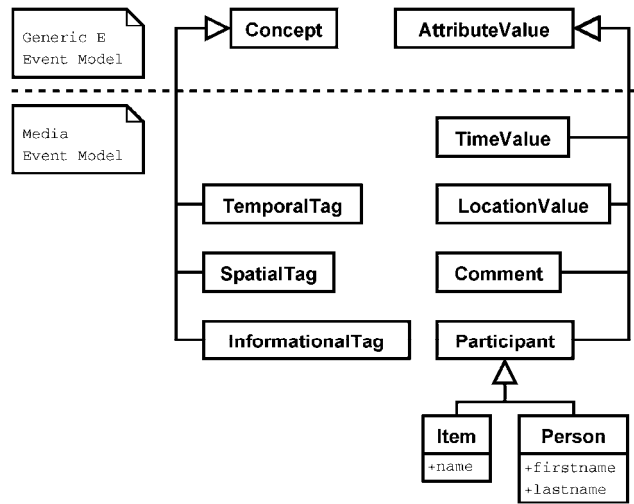 Generic E
Event Model
Concept
AttributeValue
Media
Event Model
TimeValue
TemporalTag
LocationValue
SpatialTag
Comment
InformationalTag
Participant
Item
+name
Person
+firstname
+lastname